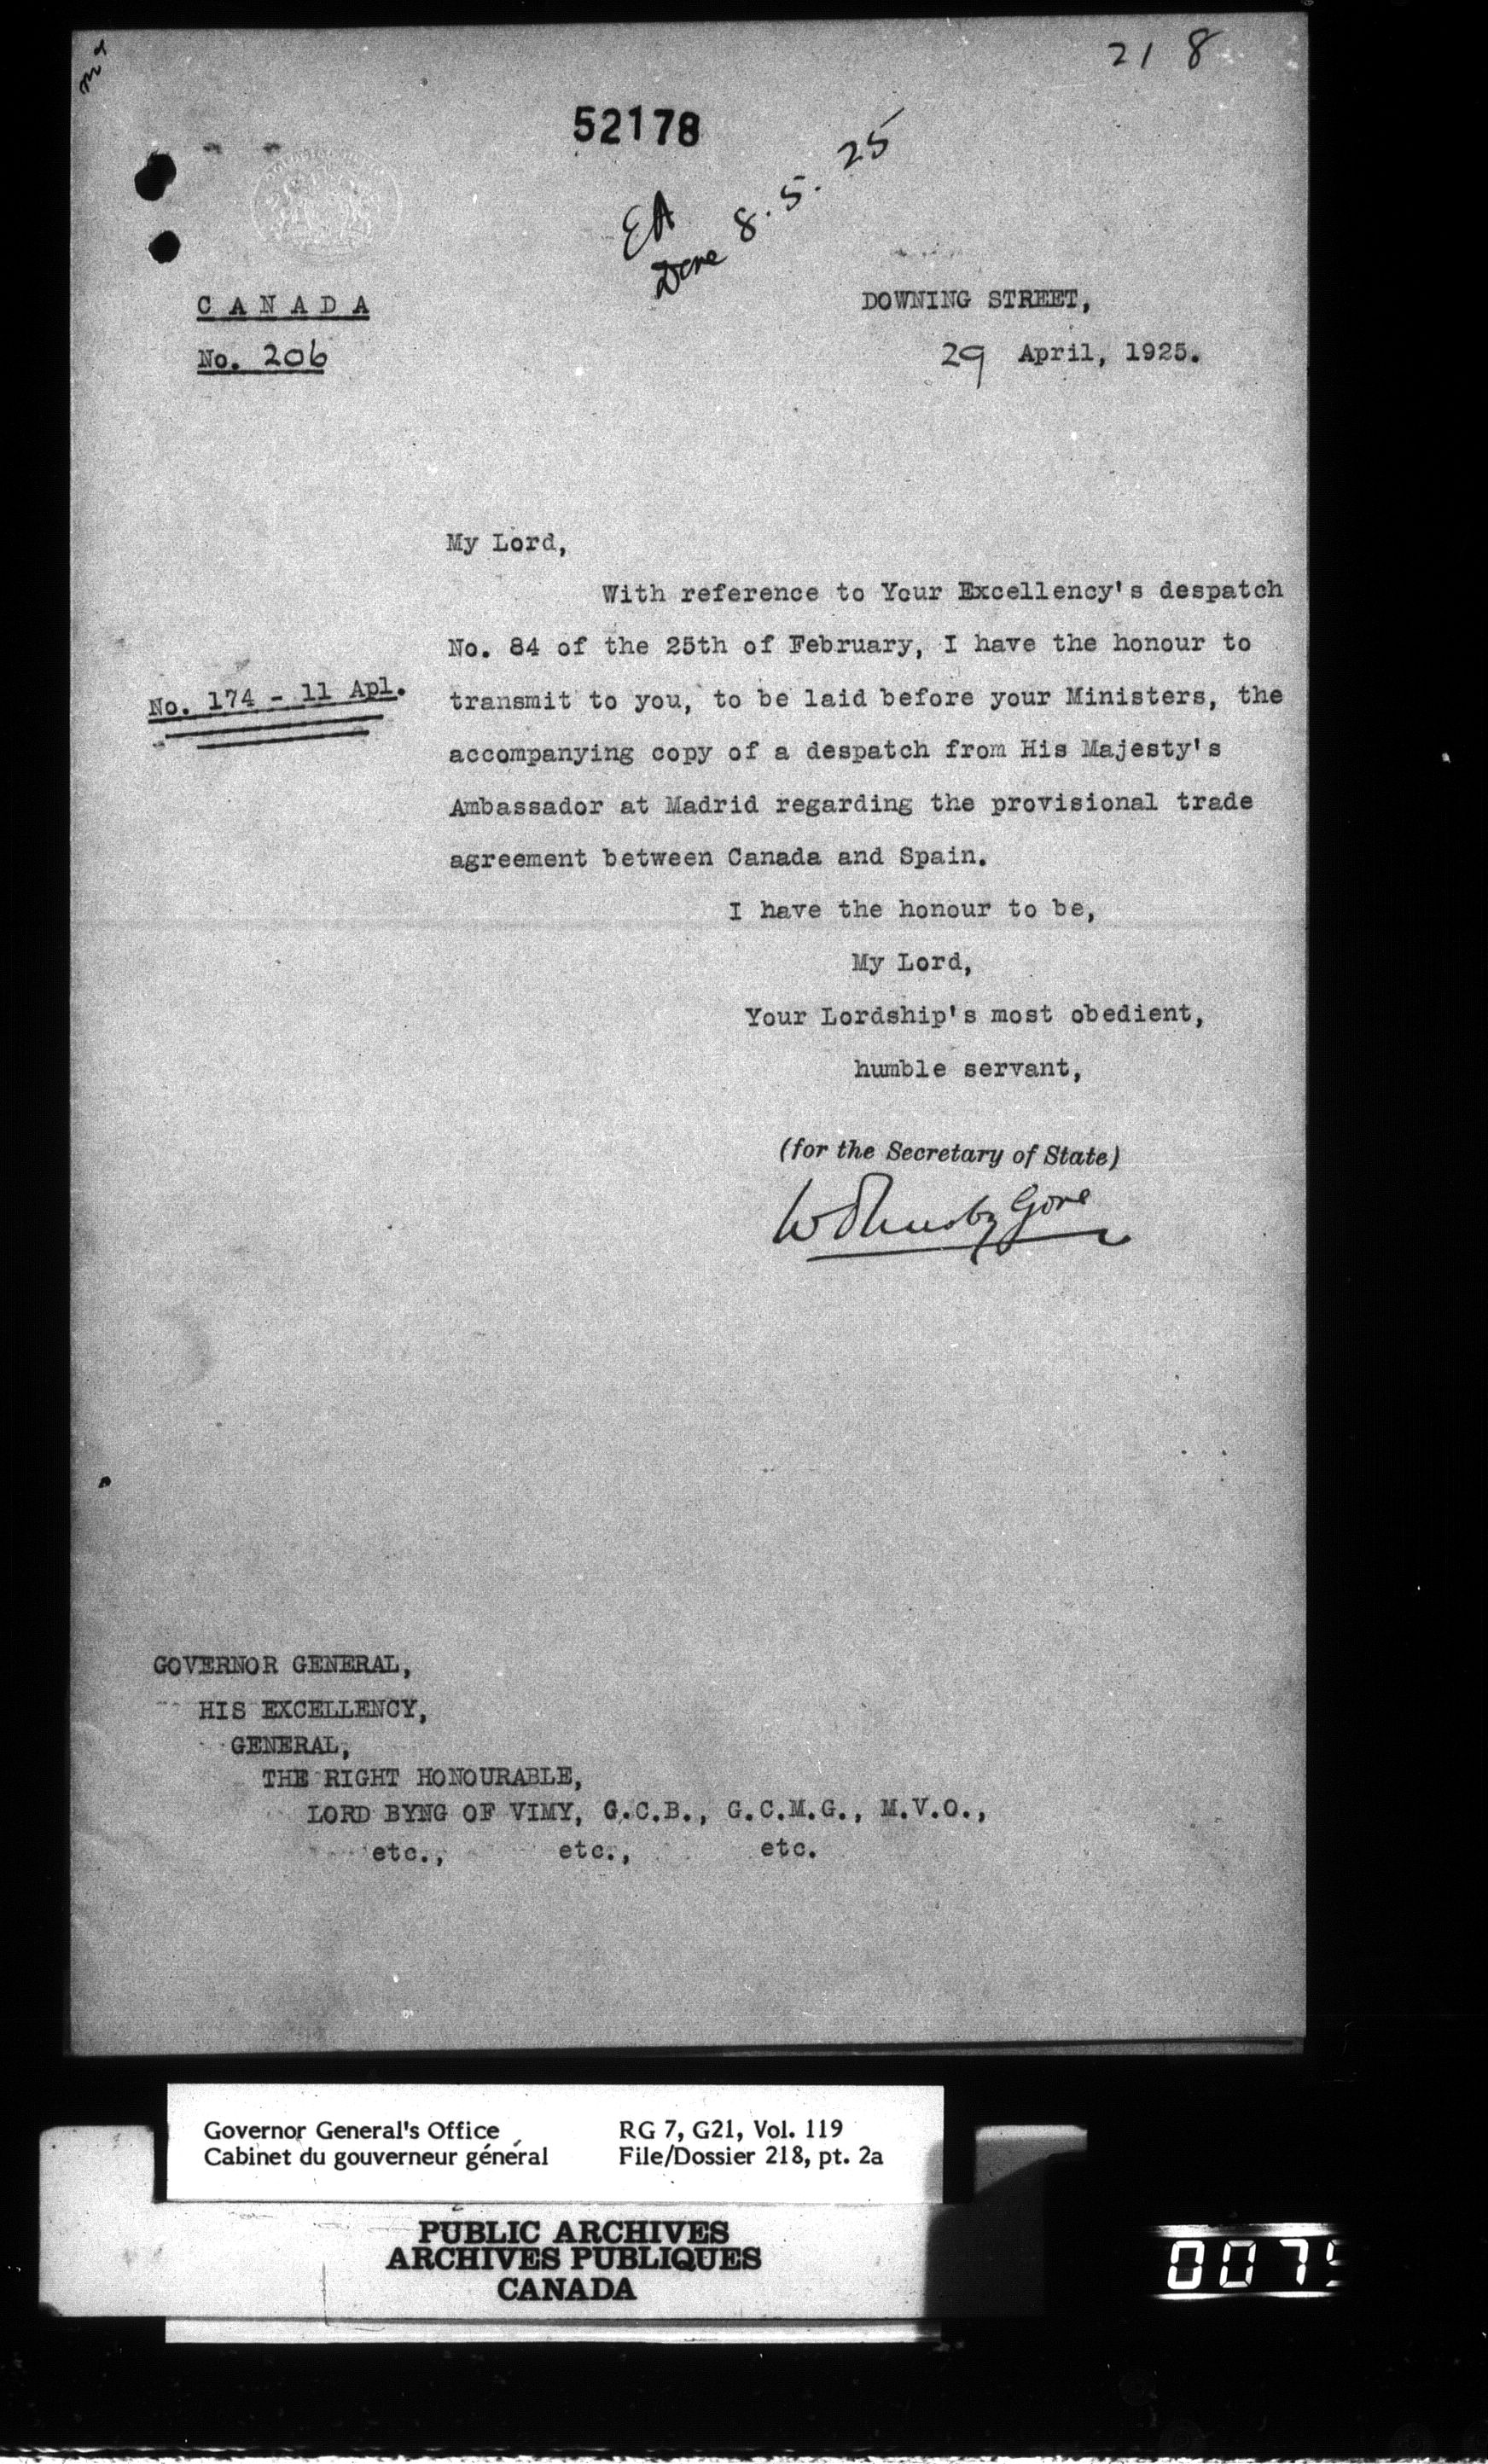 218
52178
EA
Done 8.5.25
CANADA
No. 206
DOWNING STREET,
29 April, 1925.
My Lord,
With reference to Your Excellency's despatch
No. 84 of the 25th of February, I have the honour to
No. 174 - 11 Apl.
transmit to you, to be laid before your Ministers, the
accompanying copy of a despatch from His Majesty's
Ambassador at Madrid regarding the provisional trade
agreement between Canada and Spain.
I have the honour to be,
My Lord,
Your Lordship's most obedient,
humble servant,
(for the Secretary of State)
W Ormsby Gore
GOVERNOR GENERAL,
HIS EXCELLENCY,
GENERAL,
THE RIGHT HONOURABLE,
LORD BYNG OF VIMY, G.C.B., G.C.M.G., M.V.O.,
etc., etc., etc.
Governor General's Office
Cabinet du gouverneur général
RG 7, G21, Vol. 119
File/Dossier 218, pt. 2a
PUBLIC ARCHIVES
ARCHIVES PUBLIQUES
CANADA
007